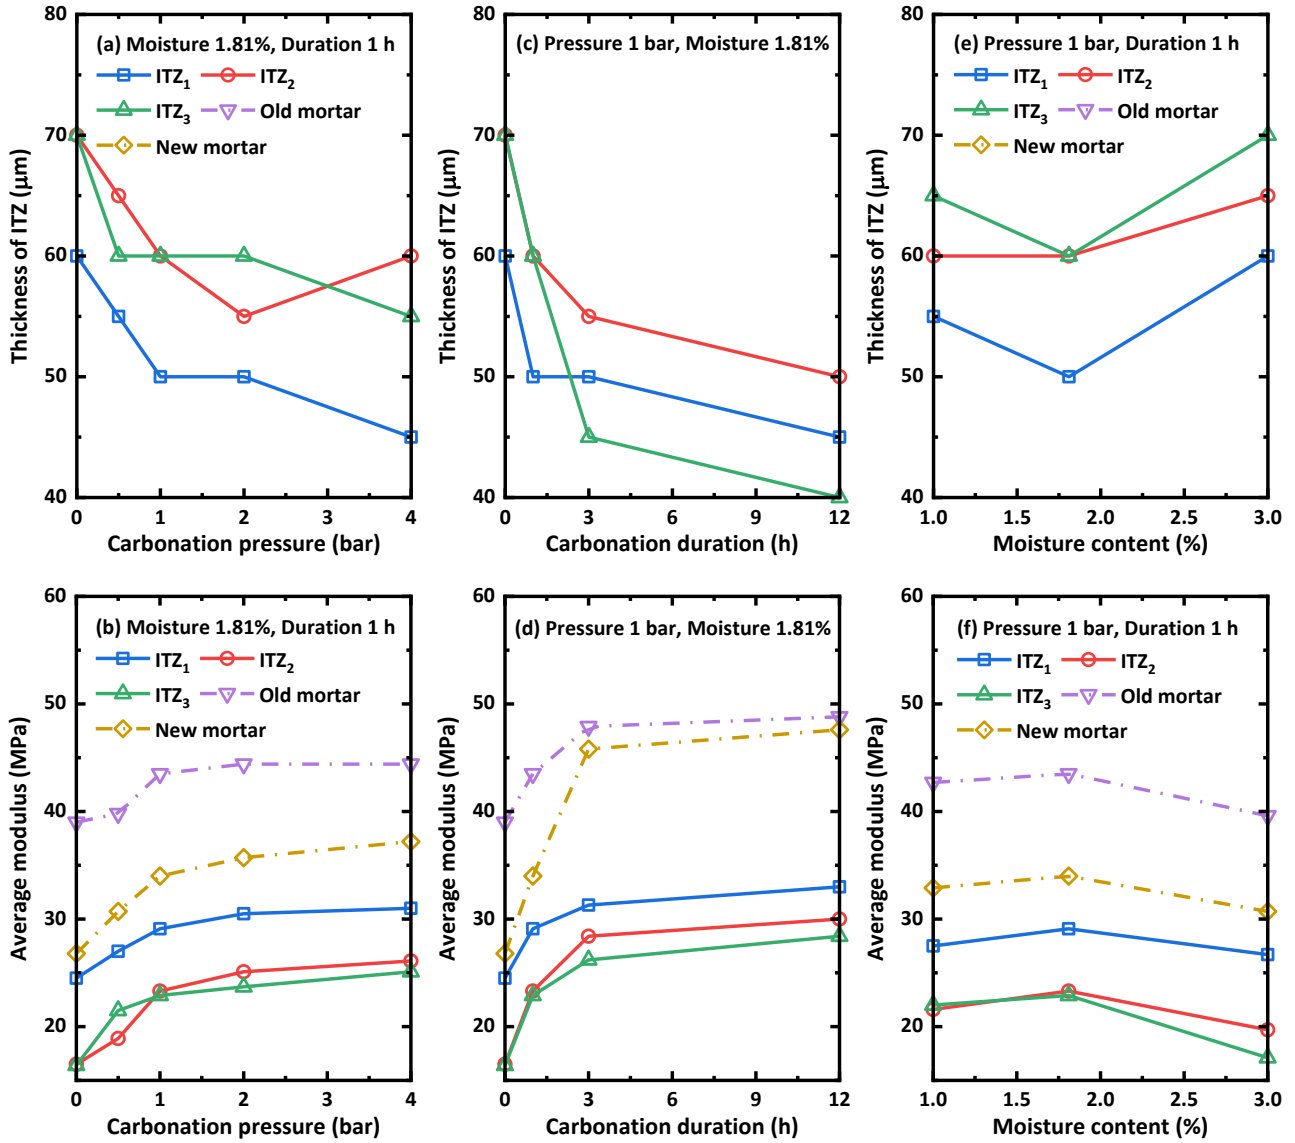 80
70
60
50
40
Thickness of ITZ (μm)
(a) Moisture 1.81%, Duration 1 h
ITZ₁
ITZ₂
ITZ₃
Old mortar
New mortar
0
1
2
3
4
Carbonation pressure (bar)
80
70
60
50
40
Thickness of ITZ (μm)
(c) Pressure 1 bar, Moisture 1.81%
0
3
6
9
12
Carbonation duration (h)
80
70
60
50
40
Thickness of ITZ (μm)
(e) Pressure 1 bar, Duration 1 h
ITZ₁
ITZ₂
ITZ₃
Old mortar
New mortar
1.0
1.5
2.0
2.5
3.0
Moisture content (%)
60
50
40
30
20
Average modulus (MPa)
(b) Moisture 1.81%, Duration 1 h
ITZ₁
ITZ₂
ITZ₃
Old mortar
New mortar
0
1
2
3
4
Carbonation pressure (bar)
60
50
40
30
20
Average modulus (MPa)
(d) Pressure 1 bar, Moisture 1.81%
0
3
6
9
12
Carbonation duration (h)
60
50
40
30
20
Average modulus (MPa)
(f) Pressure 1 bar, Duration 1 h
ITZ₁
ITZ₂
ITZ₃
Old mortar
New mortar
1.0
1.5
2.0
2.5
3.0
Moisture content (%)